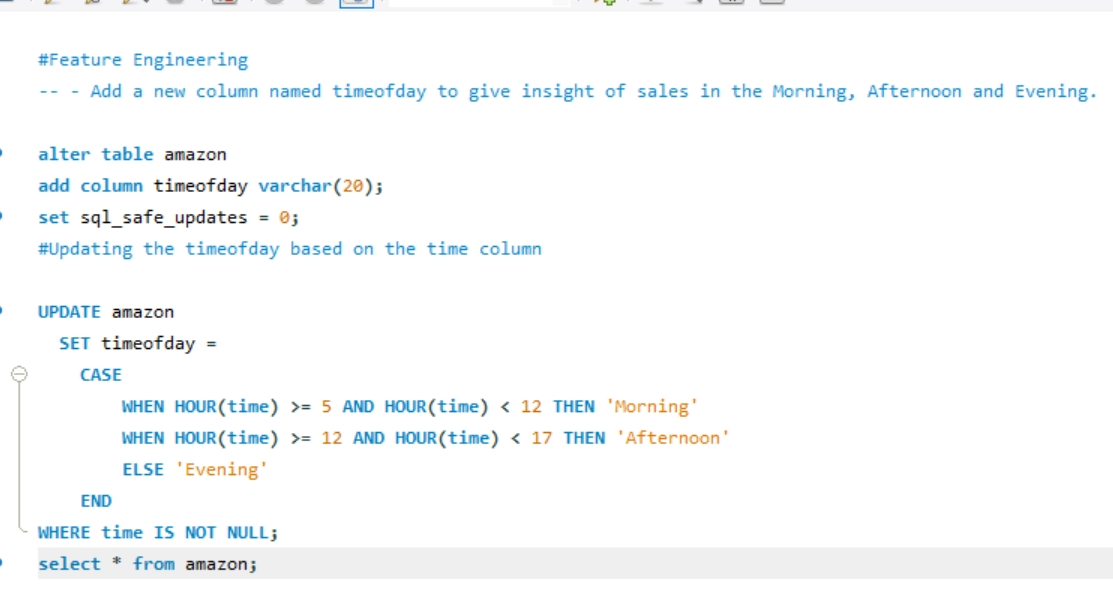 #Feature Engineering
-- - Add a new column named timeofday to give insight of sales in the Morning, Afternoon and Evening.
alter table amazon
add column timeofday varchar(20);
set sql_safe_updates = 0;
#Updating the timeofday based on the time column
UPDATE amazon
SET timeofday =
CASE
WHEN HOUR(time) >= 5 AND HOUR(time) < 12 THEN 'Morning'
WHEN HOUR(time) >= 12 AND HOUR(time) < 17 THEN 'Afternoon'
ELSE 'Evening'
END
WHERE time IS NOT NULL;
select * from amazon;